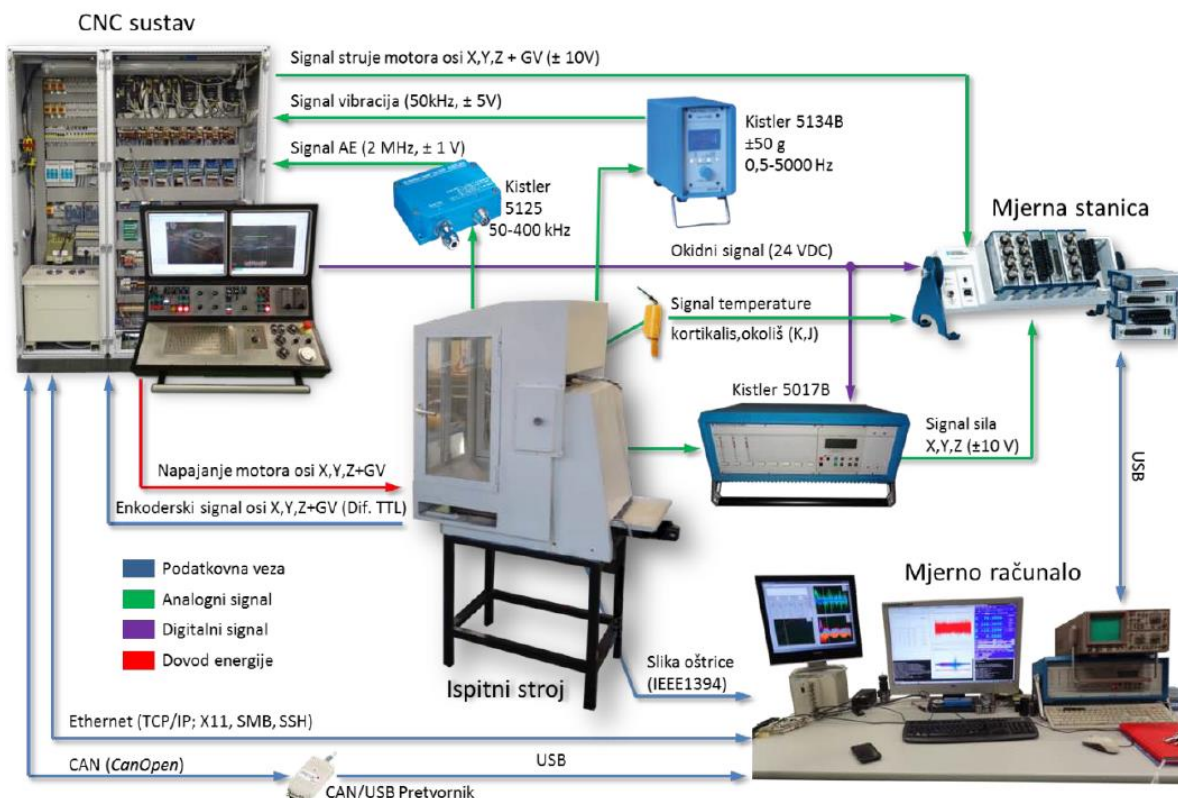 CNC sustav
Signal struje motora osi X,Y,Z + GV (± 10V)
Signal vibracija (50kHz, ± 5V)
Signal AE (2 MHz, ± 1 V)
Kistler 5134B
±50 g
0,5-5000 Hz
Kistler
5125
50-400 kHz
Mjerna stanica
Okidni signal (24 VDC)
Signal temperature
kortikalis,okoliš (K,J)
Kistler 5017B
Signal sila
X,Y,Z (±10 V)
USB
Napajanje motora osi X,Y,Z+GV
Enkoderski signal osi X,Y,Z+GV (Dif. TTL)
Podatkovna veza
Analogni signal
Digitalni signal
Dovod energije
Mjerno računalo
Slika oštrice
(IEEE1394)
Ispitni stroj
Ethernet (TCP/IP; X11, SMB, SSH)
CAN (CanOpen)
USB
CAN/USB Pretvornik